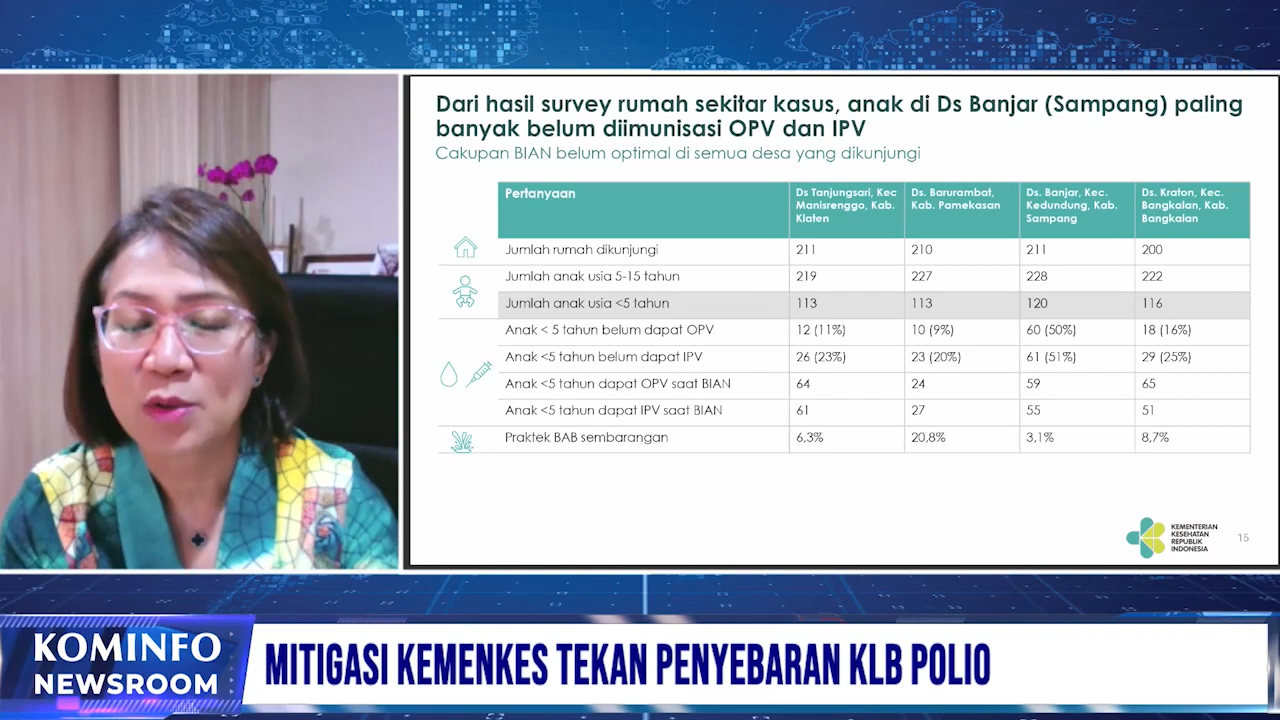 Dari hasil survey rumah sekitar kasus, anak di Ds Banjar (Sampang) paling
banyak belum diimunisasi OPV dan IPV
Cakupan BIAN belum optimal di semua desa yang dikunjungi
Pertanyaan
Ds Tanjungsari, Kec
Manisrenggo, Kab.
Klaten
Ds. Barurambat,
Kab. Pamekasan
Ds. Banjar, Kec.
Kedundung, Kab.
Sampang
Ds. Kraton, Kec.
Bangkalan, Kab.
Bangkalan
Jumlah rumah dikunjungi 211 210 211 200
Jumlah anak usia 5-15 tahun 219 227 228 222
Jumlah anak usia <5 tahun 113 113 120 116
Anak < 5 tahun belum dapat OPV 12 (11%) 10 (9%) 60 (50%) 18 (16%)
Anak <5 tahun belum dapat IPV 26 (23%) 23 (20%) 61 (51%) 29 (25%)
Anak <5 tahun dapat OPV saat BIAN 64 24 59 65
Anak <5 tahun dapat IPV saat BIAN 61 27 55 51
Praktek BAB sembarangan 6,3% 20,8% 3,1% 8,7%
KEMENTERIAN
KESEHATAN
REPUBLIK
INDONESIA
15
KOMINFO
NEWSROOM
MITIGASI KEMENKES TEKAN PENYEBARAN KLB POLIO